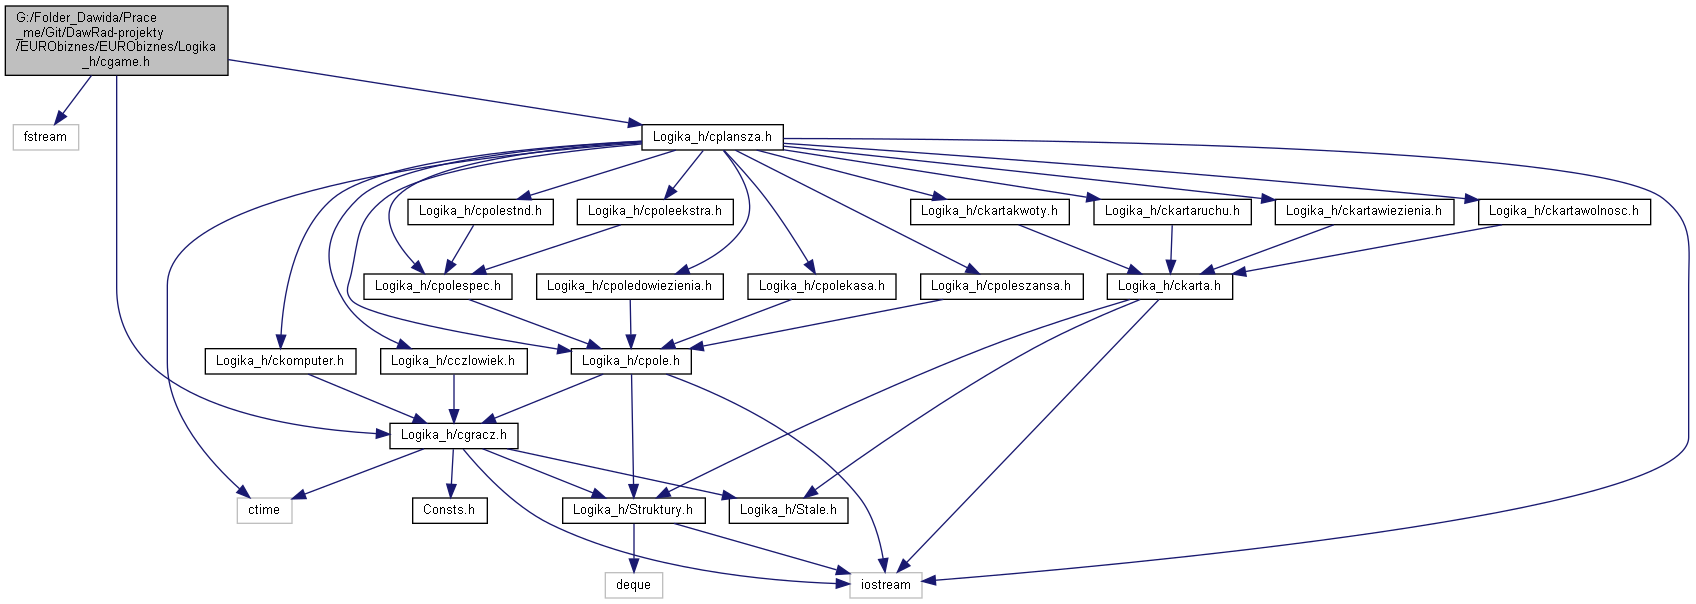 G:/Folder_Dawida/Prace
_me/Git/DawRad-projekty
/EURObiznes/EURObiznes/Logika
_h/cgame.h
fstream
Logika_h/cplansza.h
Logika_h/cpolestnd.h
Logika_h/cpoleekstra.h
Logika_h/ckartakwoty.h
Logika_h/ckartaruchu.h
Logika_h/ckartawiezienia.h
Logika_h/ckartawolnosc.h
Logika_h/cpolespec.h
Logika_h/cpoledowiezienia.h
Logika_h/cpolekasa.h
Logika_h/cpoleszansa.h
Logika_h/ckarta.h
Logika_h/ckomputer.h
Logika_h/cczlowiek.h
Logika_h/cpole.h
Logika_h/cgracz.h
ctime
Consts.h
Logika_h/Struktury.h
Logika_h/Stale.h
deque
iostream